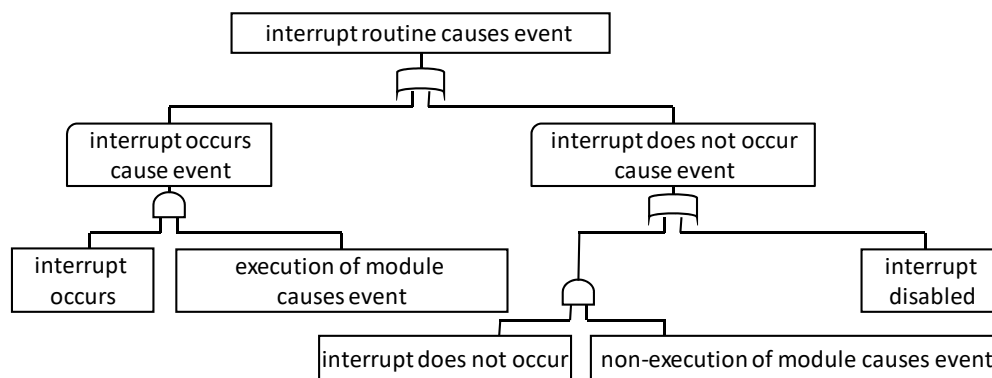 interrupt routine causes event
interrupt occurs
cause event
interrupt does not occur
cause event
interrupt
occurs
execution of module
causes event
interrupt
disabled
interrupt does not occur
non-execution of module causes event